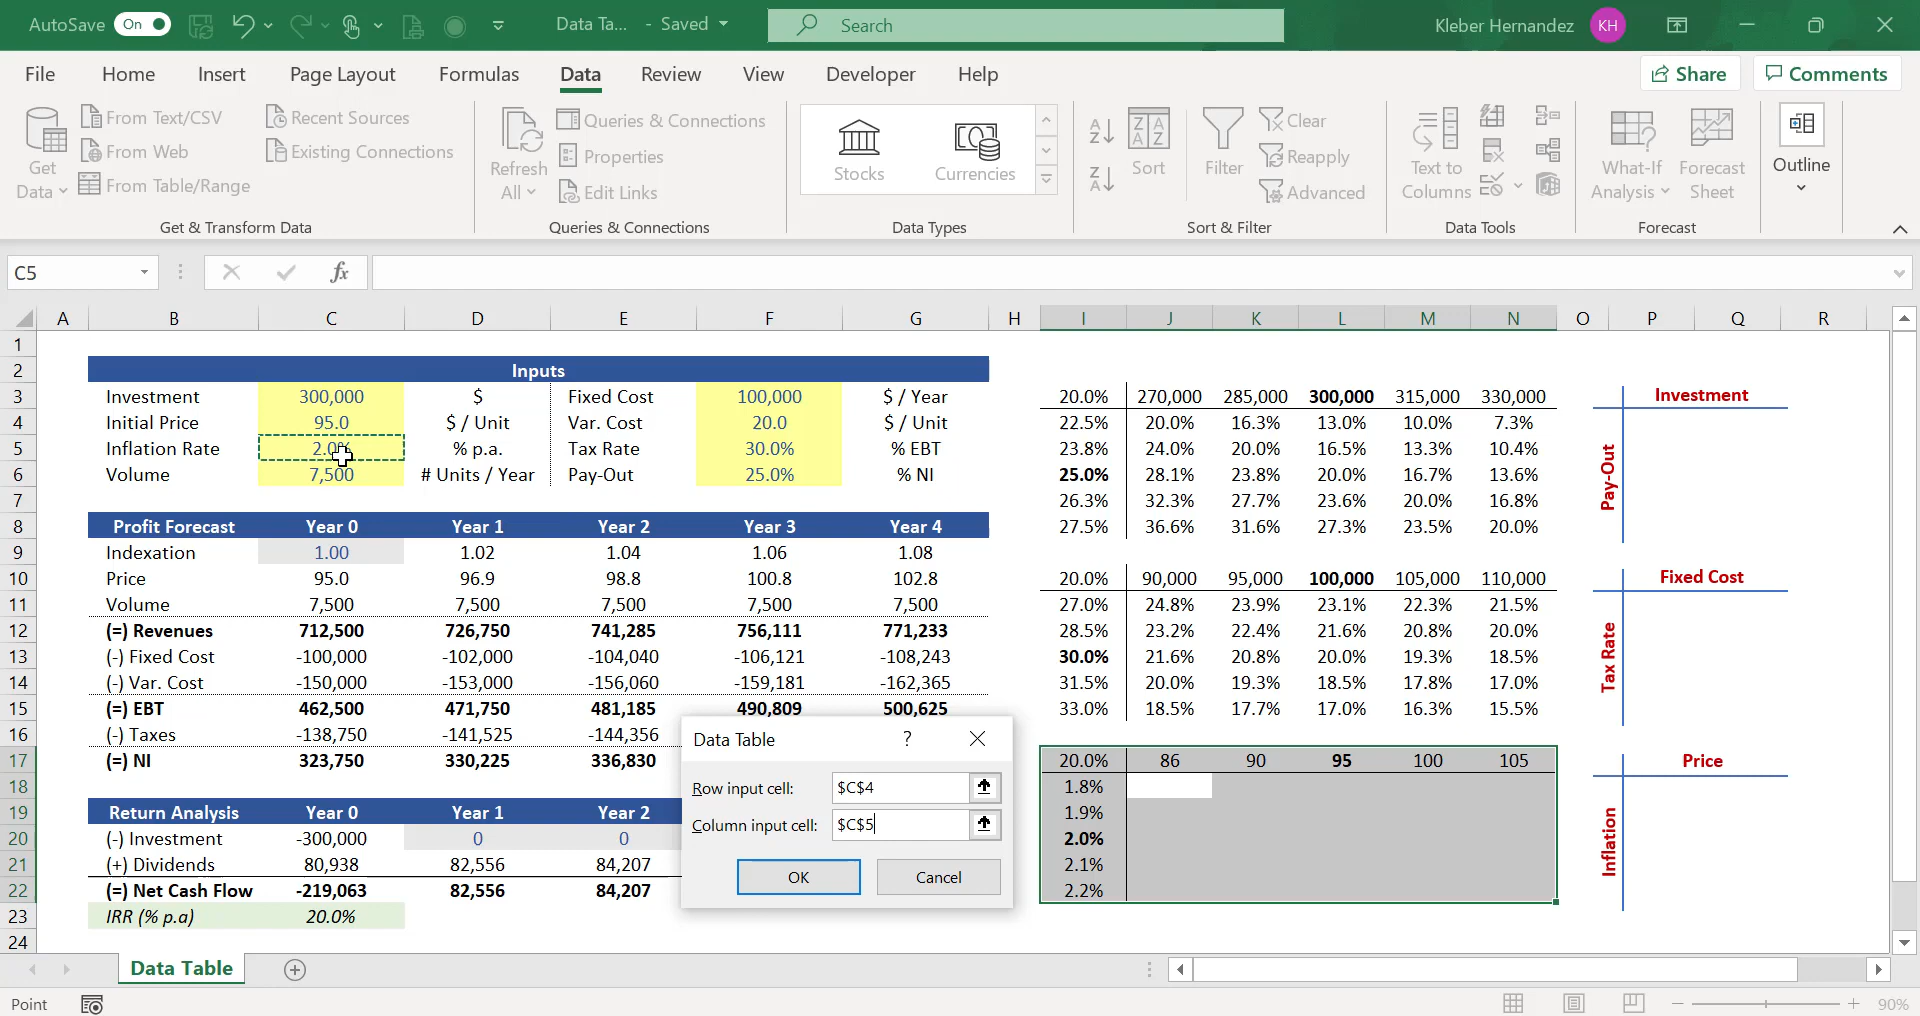 AutoSave On Data Ta... - Saved Search Kleber Hernandez KH
File Home Insert Page Layout Formulas Data Review View Developer Help Share Comments
Get Data
From Text/CSV
From Web
From Table/Range
Recent Sources
Existing Connections
Get & Transform Data
Refresh All
Queries & Connections
Properties
Edit Links
Queries & Connections
Stocks Currencies
Data Types
A Z
Z A
Z A A Z
Sort
Filter
Clear
Reapply
Advanced
Sort & Filter
Text to Columns
Data Tools
What-If Analysis
Forecast Sheet
Forecast
Outline
C5 fx
A B C D E F G H I J K L M N O P Q R
1
2 Inputs
3 Investment 300,000 $ Fixed Cost 100,000 $ / Year 20.0% 270,000 285,000 300,000 315,000 330,000 Investment
4 Initial Price 95.0 $ / Unit Var. Cost 20.0 $ / Unit 22.5% 20.0% 16.3% 13.0% 10.0% 7.3%
5 Inflation Rate 2.0% % p.a. Tax Rate 30.0% % EBT 23.8% 24.0% 20.0% 16.5% 13.3% 10.4%
6 Volume 7,500 # Units / Year Pay-Out 25.0% % NI 25.0% 28.1% 23.8% 20.0% 16.7% 13.6% Pay-Out
7 26.3% 32.3% 27.7% 23.6% 20.0% 16.8%
8 Profit Forecast Year 0 Year 1 Year 2 Year 3 Year 4 27.5% 36.6% 31.6% 27.3% 23.5% 20.0%
9 Indexation 1.00 1.02 1.04 1.06 1.08
10 Price 95.0 96.9 98.8 100.8 102.8 20.0% 90,000 95,000 100,000 105,000 110,000 Fixed Cost
11 Volume 7,500 7,500 7,500 7,500 7,500 27.0% 24.8% 23.9% 23.1% 22.3% 21.5%
12 (=) Revenues 712,500 726,750 741,285 756,111 771,233 28.5% 23.2% 22.4% 21.6% 20.8% 20.0%
13 (-) Fixed Cost -100,000 -102,000 -104,040 -106,121 -108,243 30.0% 21.6% 20.8% 20.0% 19.3% 18.5% Tax Rate
14 (-) Var. Cost -150,000 -153,000 -156,060 -159,181 -162,365 31.5% 20.0% 19.3% 18.5% 17.8% 17.0%
15 (=) EBT 462,500 471,750 481,185 490,809 500,625 33.0% 18.5% 17.7% 17.0% 16.3% 15.5%
16 (-) Taxes -138,750 -141,525 -144,356
17 (=) NI 323,750 330,225 336,830 20.0% 86 90 95 100 105 Price
18 1.8%
19 Return Analysis Year 0 Year 1 Year 2 1.9%
20 (-) Investment -300,000 0 0 2.0% Inflation
21 (+) Dividends 80,938 82,556 84,207 2.1%
22 (=) Net Cash Flow -219,063 82,556 84,207 2.2%
23 IRR (% p.a) 20.0%
24
Data Table ? 
Row input cell: $C$4
Column input cell: $C$5
OK Cancel
Data Table
Point 90%